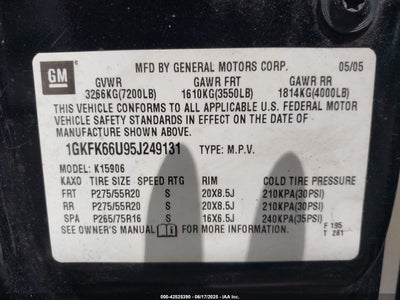 GM
MFD BY GENERAL MOTORS CORP. 05/05
GVWR GAWR FRT GAWR RR
3266KG(7200LB) 1610KG(3550LB) 1814KG(4000LB)
THIS VEHICLE CONFORMS TO ALL APPLICABLE U.S. FEDERAL MOTOR
VEHICLE SAFETY STANDARDS IN EFFECT ON THE DATE OF
MANUFACTURE SHOWN ABOVE.
1GKFK66U95J249131 TYPE: M.P.V.
MODEL: K15906
KAXO TIRE SIZE SPEED RTG RIM COLD TIRE PRESSURE
FRT P275/55R20 S 20X8.5J 210KPA(30PSI)
RR P275/55R20 S 20X8.5J 210KPA(30PSI)
SPA P265/75R16 S 16X6.5J 240KPA(35PSI)
SEE OWNER'S MANUAL FOR MORE INFORMATION. F 195
T 281
000-42525390 (06/17/2025) IAA Inc.